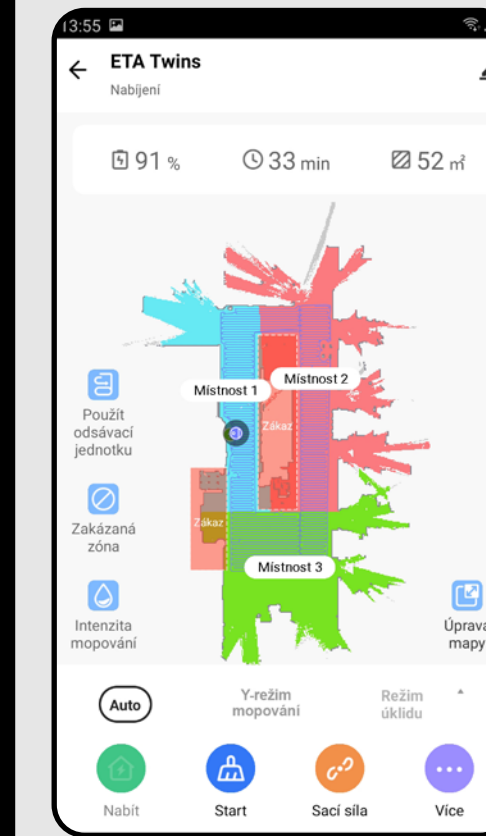 13:55
ETA Twins
Nabíjení
91 % 33 min 52 m²
Místnost 1
Místnost 2
Zákaz
Použít
odsávací
jednotku
Zákaz
Zakázaná
zóna
Místnost 3
Intenzita
mopování
Úprava
mapy
Auto
Y-režim
mopování
Režim
úklidu
Nabít
Start
Sací síla
Více